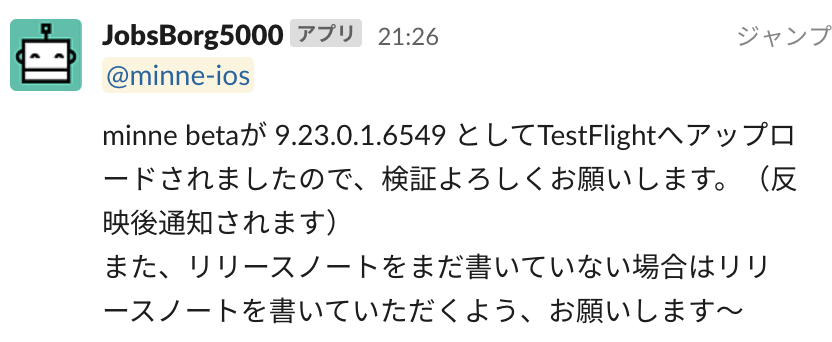 JobsBorg5000 アプリ 21:26 ジャンプ
@minne-ios
minne betaが 9.23.0.1.6549 としてTestFlightへアップロ
ードされましたので、検証よろしくお願いします。（反
映後通知されます）
また、リリースノートをまだ書いていない場合はリリ
ースノートを書いていただくよう、お願いします〜